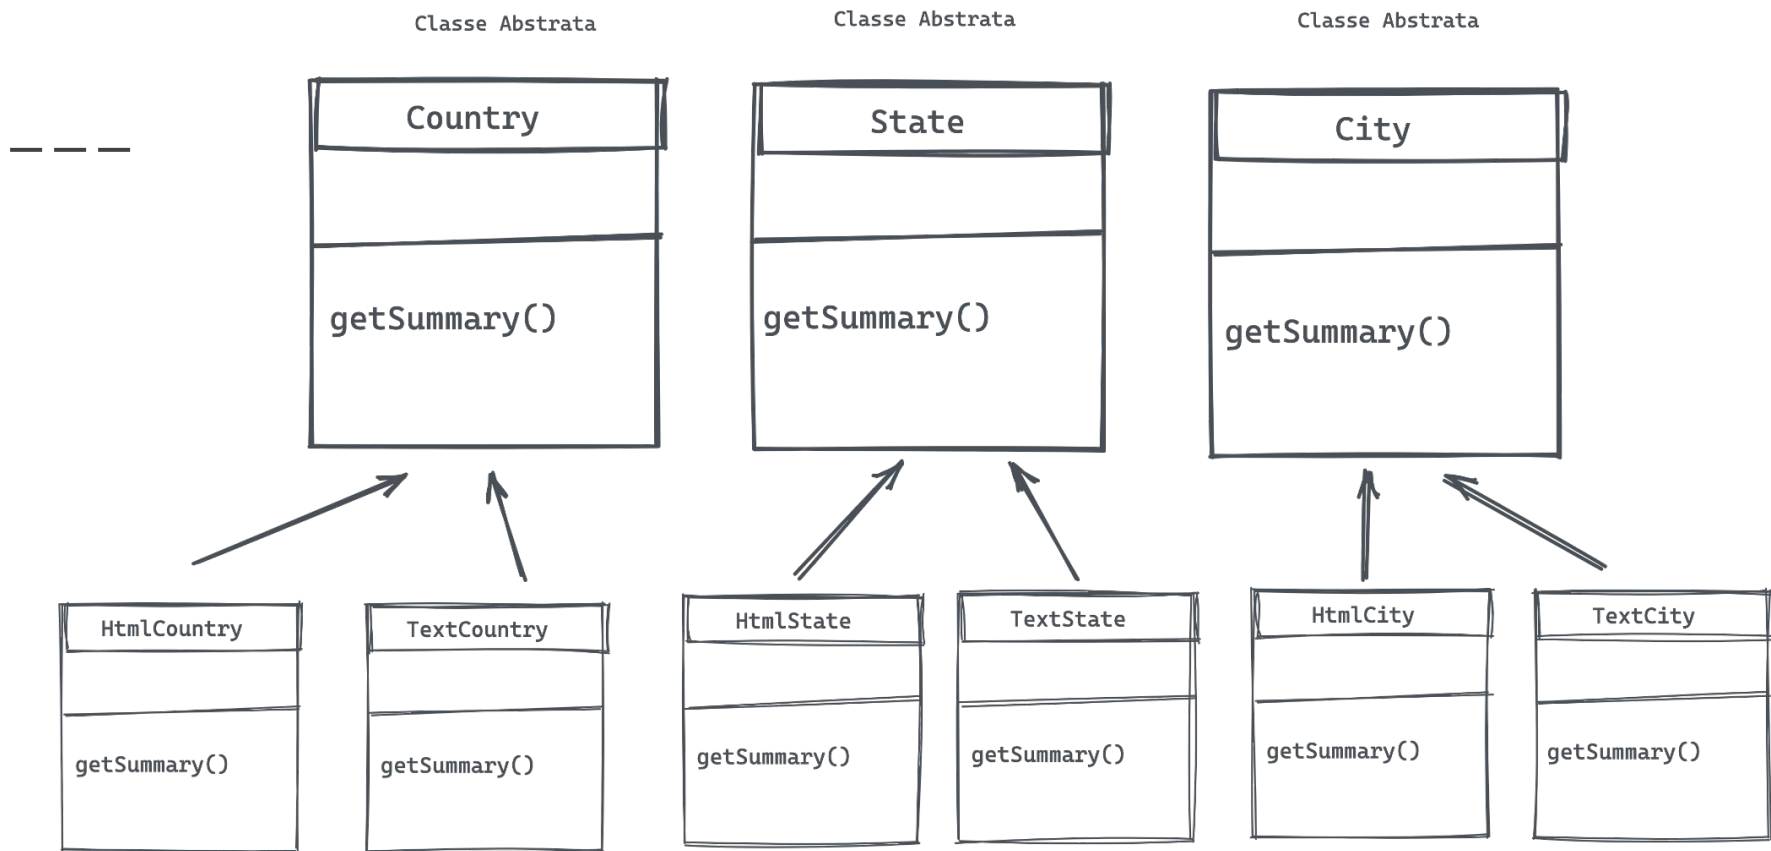 Classe Abstrata
Classe Abstrata
Classe Abstrata
Country
State
City
getSummary()
getSummary()
getSummary()
HtmlCountry
TextCountry
HtmlState
TextState
HtmlCity
TextCity
getSummary()
getSummary()
getSummary()
getSummary()
getSummary()
getSummary()